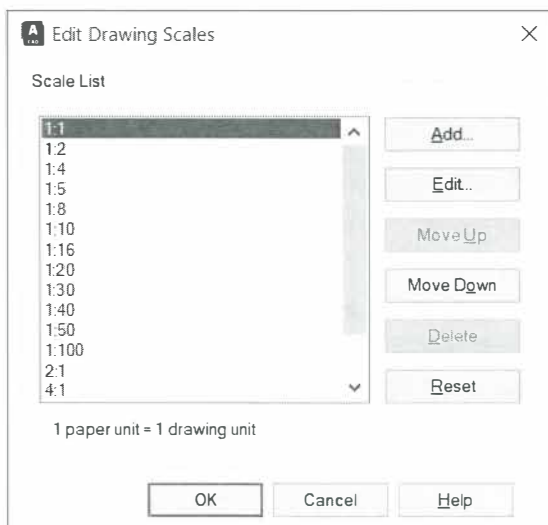 A
CAD
Edit Drawing Scales
Scale List
1:1
1:2
1:4
1:5
1:8
1:10
1:16
1:20
1:30
1:40
1:50
1:100
2:1
4:1
Add...
Edit...
Move Up
Move Down
Delete
Reset
1 paper unit = 1 drawing unit
OK
Cancel
Help